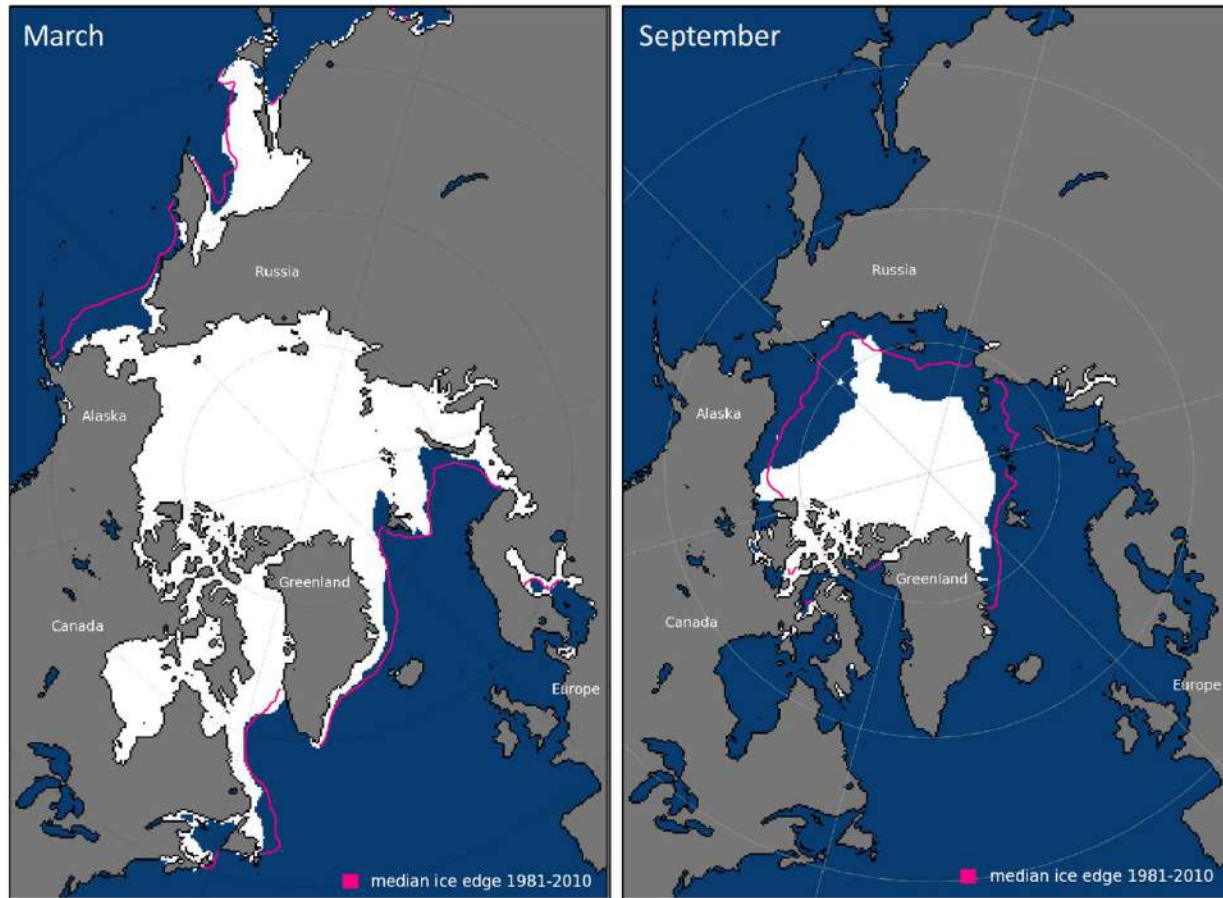 March
Russia
Alaska
Greenland
Canada
Europe
median ice edge 1981-2010
September
Russia
Alaska
Greenland
Canada
Europe
median ice edge 1981-2010